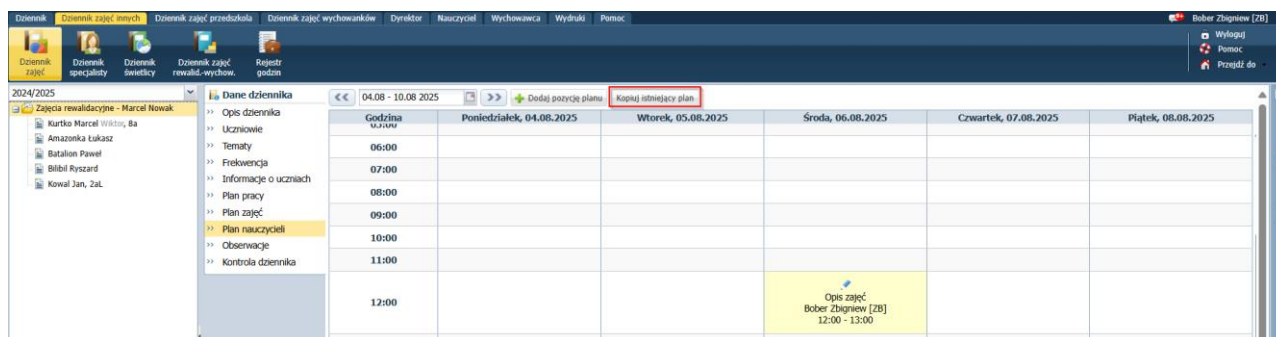 Dziennik Dziennik zajęć innych Dziennik zajęć przedszkola Dziennik zajęć wychowanków Dyrektor Nauczyciel Wychowawca Wydruki Pomoc Bober Zbigniew [ZB]
Dziennik zajęć
Dziennik specjalisty
Dziennik świetlicy
Dziennik zajęć rewalid.-wychow.
Rejestr godzin
Wyloguj
Pomoc
Przejdź do
2024/2025
Zajęcia rewalidacyjne - Marcel Nowak
Kurtko Marcel Wiktor, 8a
Amazonka Łukasz
Batalion Paweł
Bilibil Ryszard
Kowal Jan, 2aL
Dane dziennika
Opis dziennika
Uczniowie
Tematy
Frekwencja
Informacje o uczniach
Plan pracy
Plan zajęć
Plan nauczycieli
Obserwacje
Kontrola dziennika
<< 04.08 - 10.08 2025 >> Dodaj pozycję planu Kopiuj istniejący plan
Godzina Poniedziałek, 04.08.2025 Wtorek, 05.08.2025 Środa, 06.08.2025 Czwartek, 07.08.2025 Piątek, 08.08.2025
05:00
06:00
07:00
08:00
09:00
10:00
11:00
12:00
Opis zajęć
Bober Zbigniew [ZB]
12:00 - 13:00